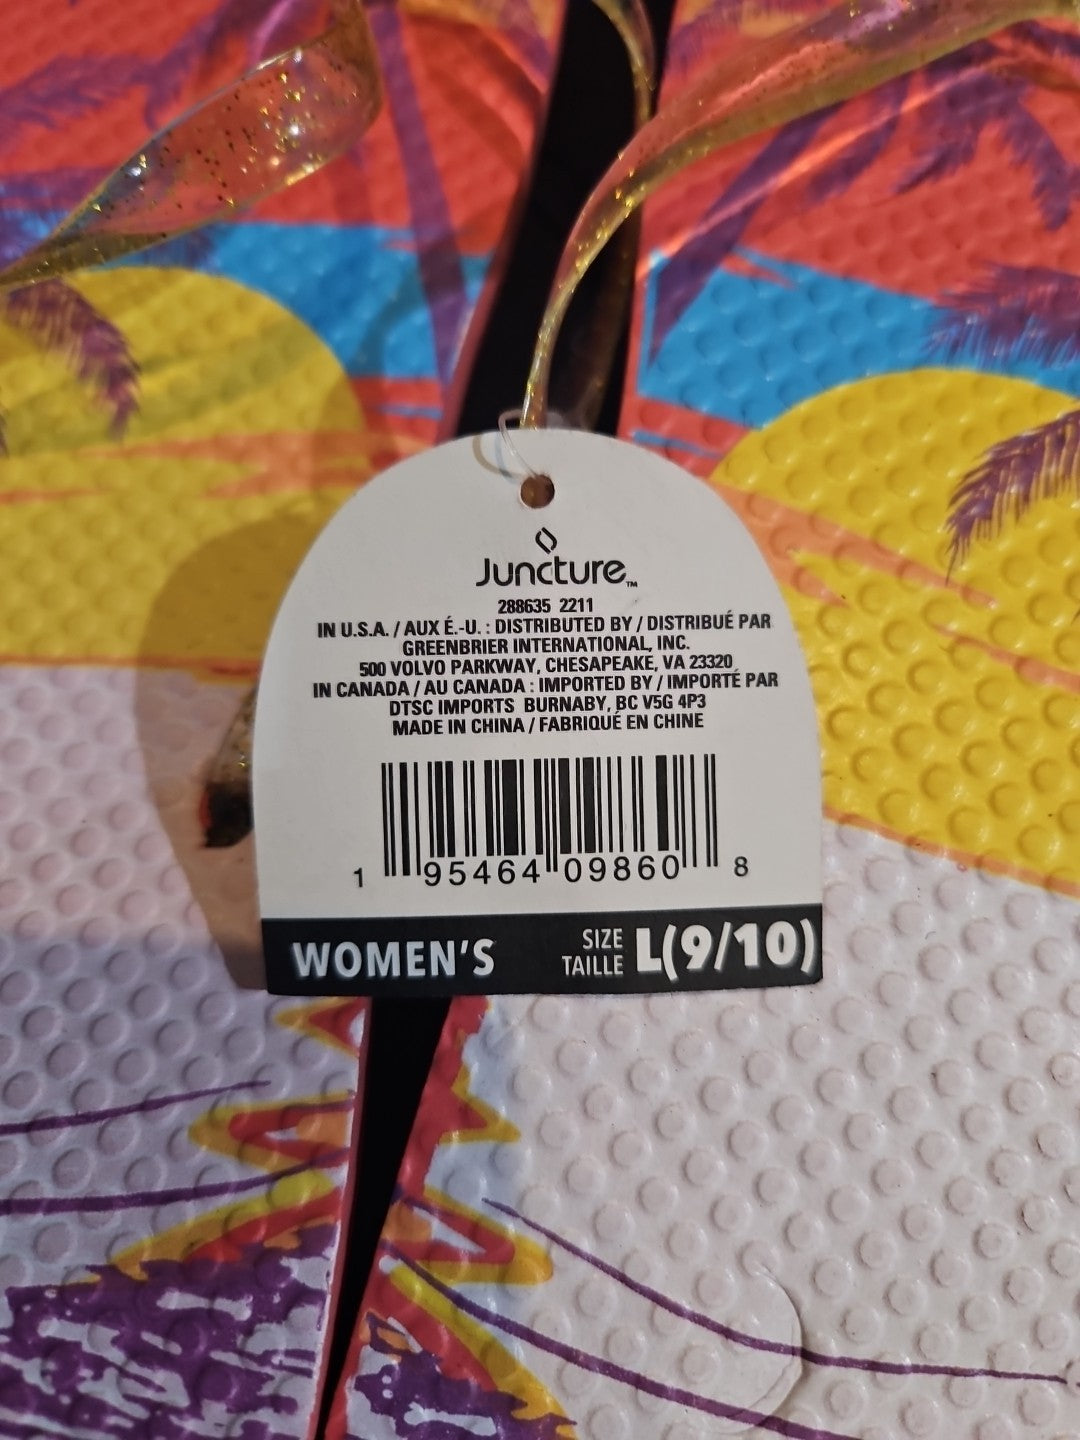 Juncture™
288635 2211
IN U.S.A. / AUX É.-U. : DISTRIBUTED BY / DISTRIBUÉ PAR
GREENBRIER INTERNATIONAL, INC.
500 VOLVO PARKWAY, CHESAPEAKE, VA 23320
IN CANADA / AU CANADA : IMPORTED BY / IMPORTÉ PAR
DTSC IMPORTS BURNABY, BC V5G 4P3
MADE IN CHINA / FABRIQUÉ EN CHINE
1 95464 09860 8
WOMEN'S SIZE TAILLE L(9/10)